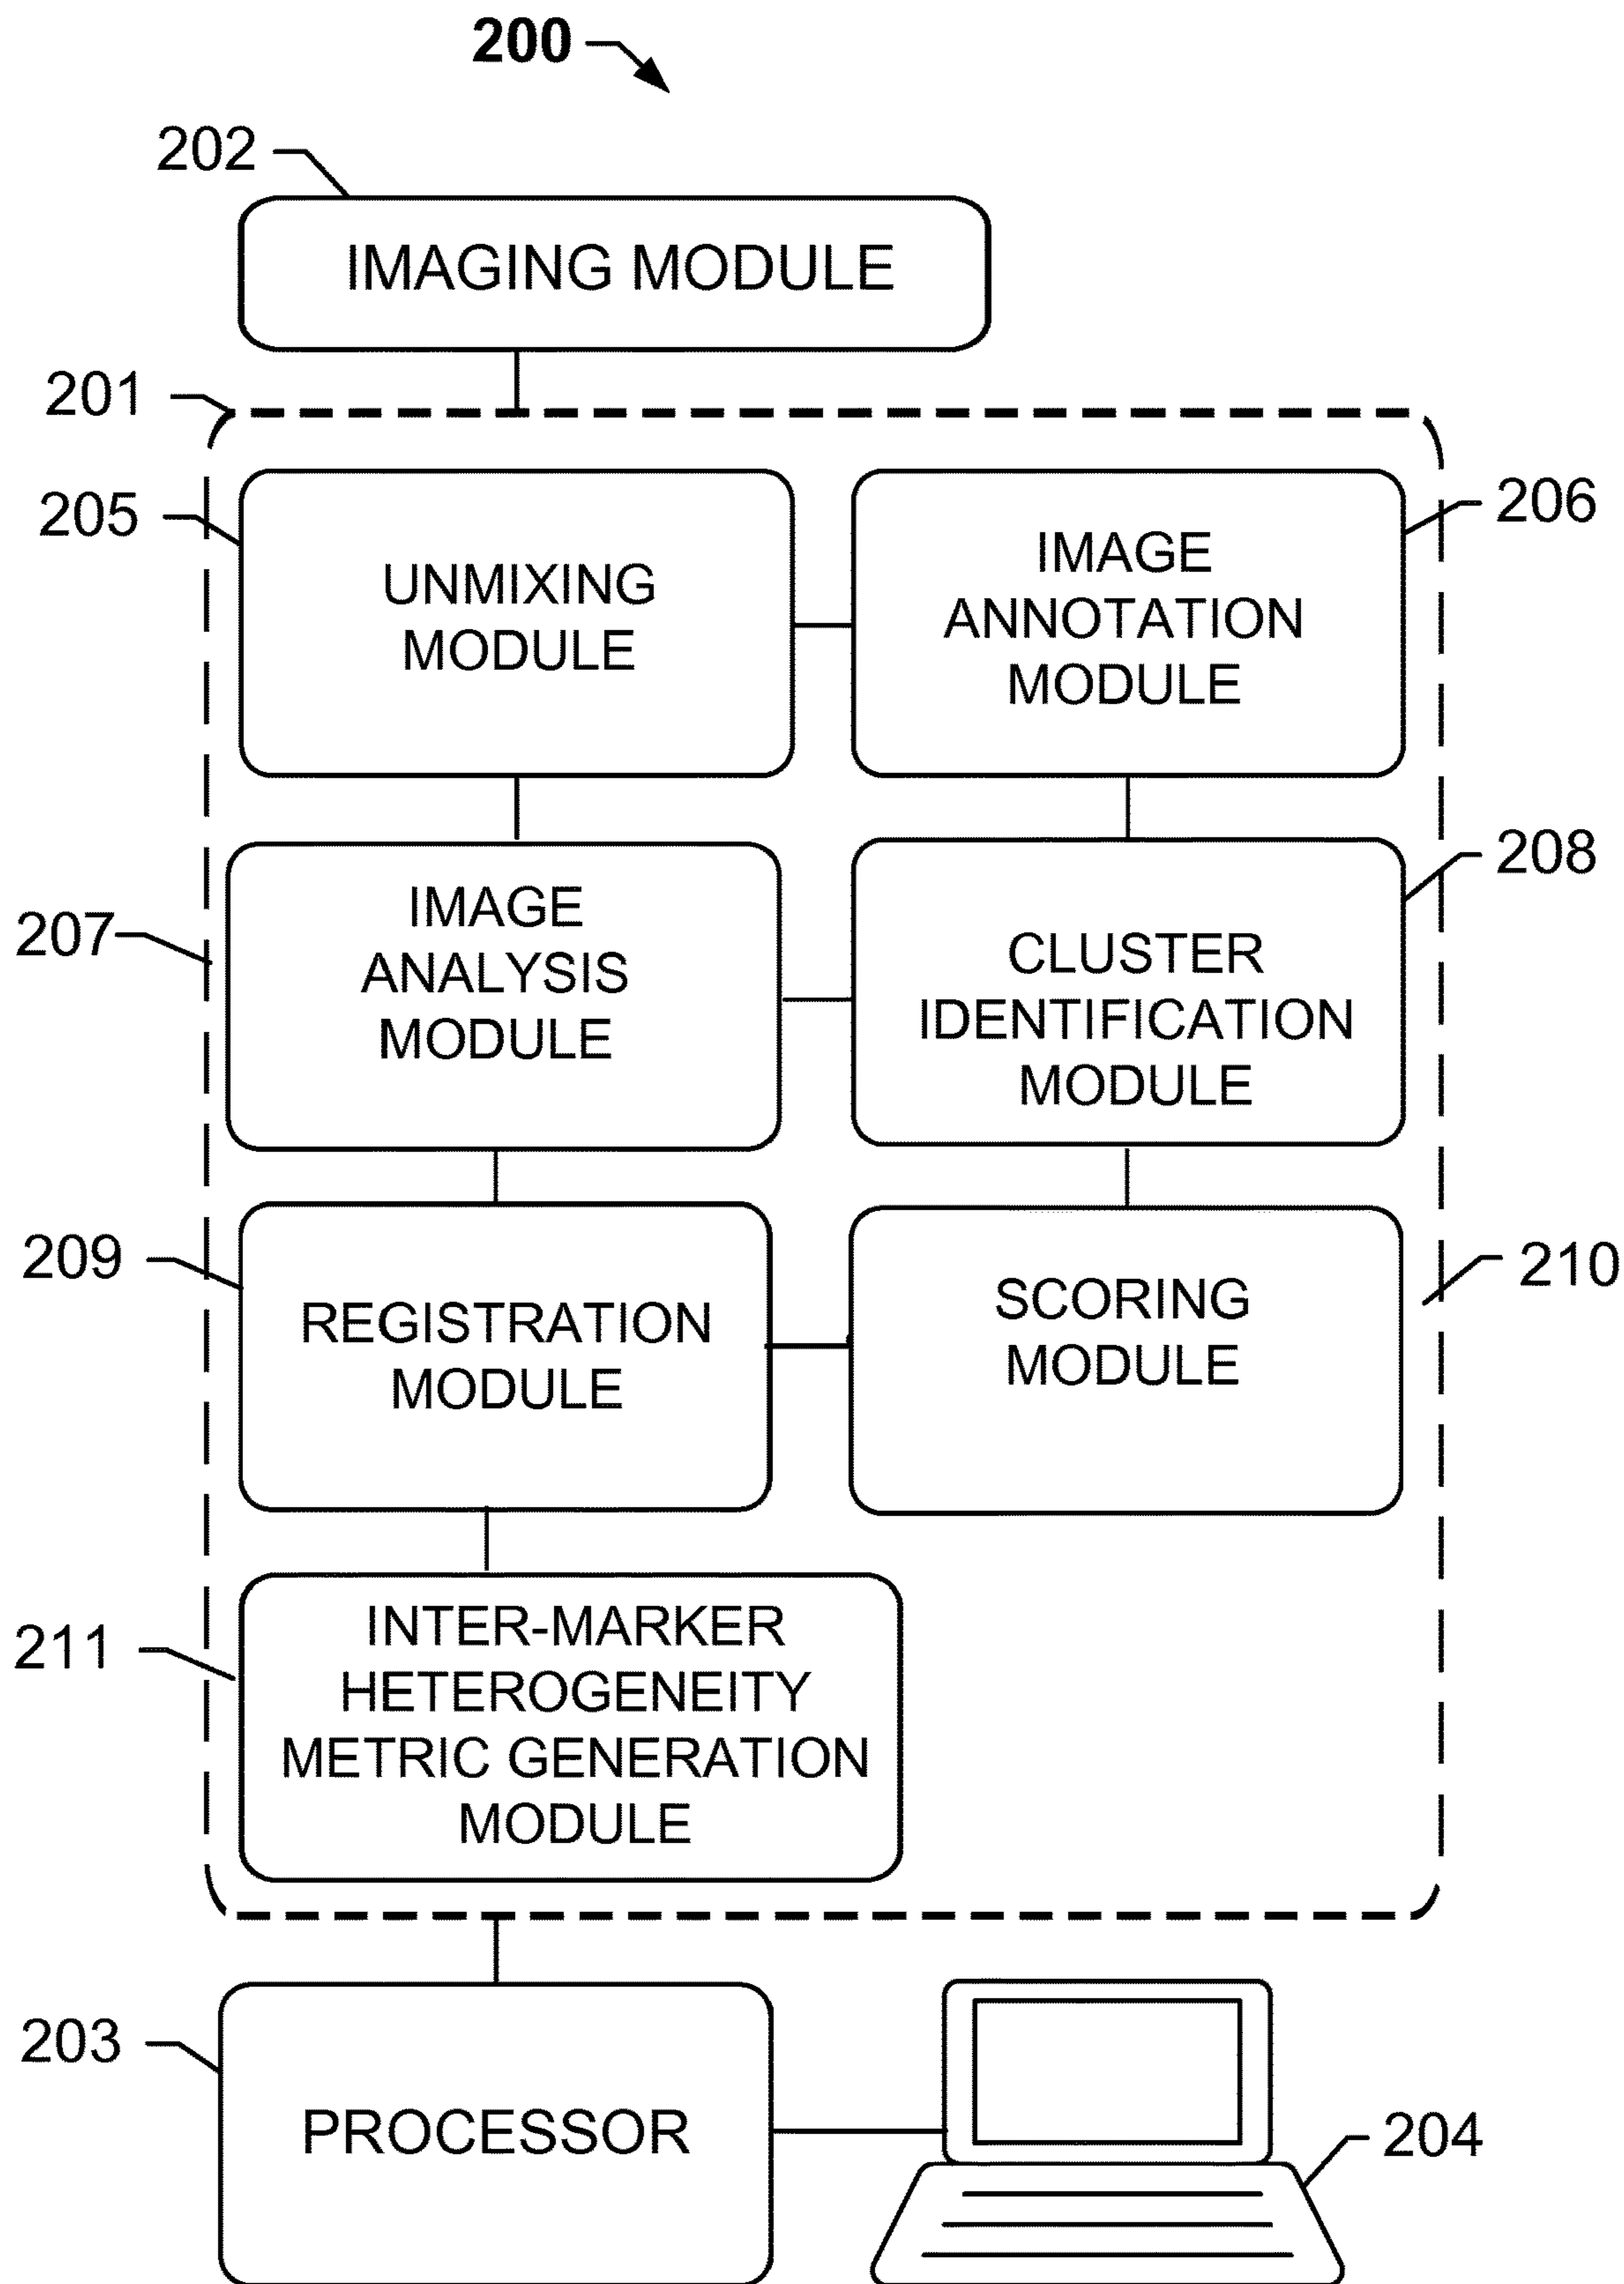 200
202
IMAGING MODULE
201
205
UNMIXING
MODULE
206
IMAGE
ANNOTATION
MODULE
207
IMAGE
ANALYSIS
MODULE
208
CLUSTER
IDENTIFICATION
MODULE
209
REGISTRATION
MODULE
210
SCORING
MODULE
211
INTER-MARKER
HETEROGENEITY
METRIC GENERATION
MODULE
203
PROCESSOR
204